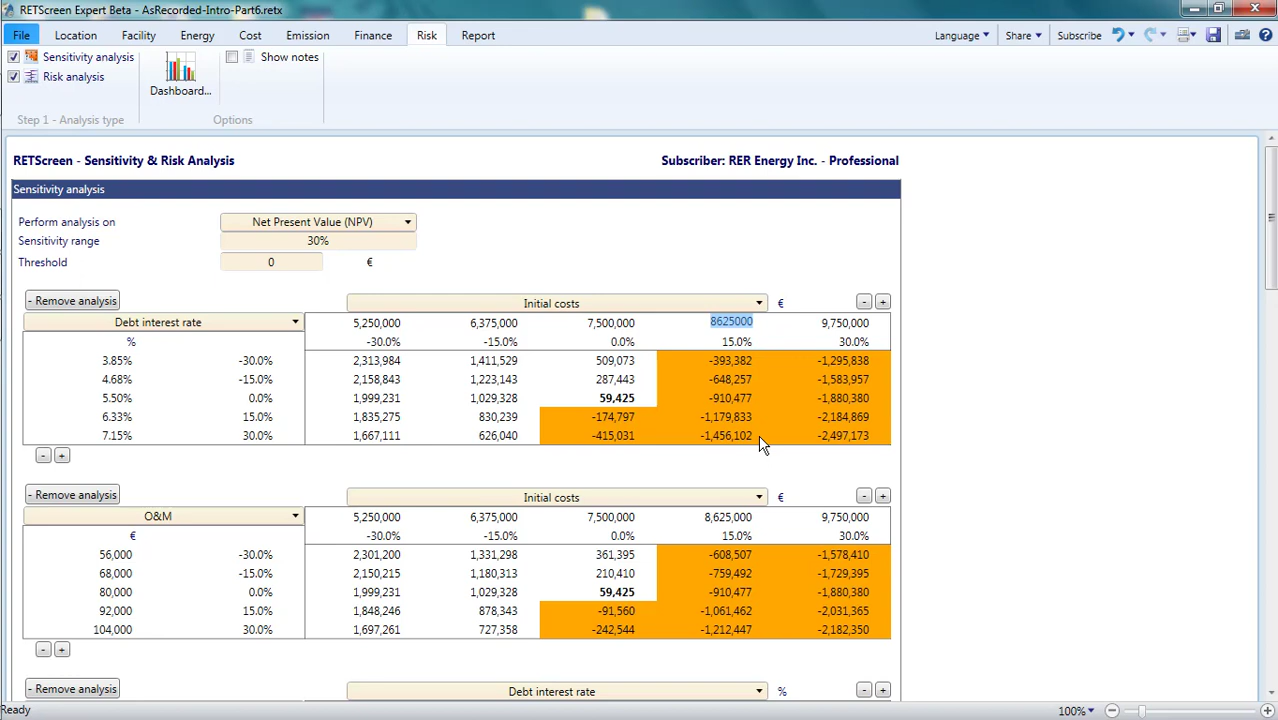 RETScreen Expert Beta - AsRecorded-Intro-Part6.retx
File Location Facility Energy Cost Emission Finance Risk Report Language Share Subscribe
Sensitivity analysis Show notes
Risk analysis Dashboard...
Step 1 - Analysis type Options
RETScreen - Sensitivity & Risk Analysis Subscriber: RER Energy Inc. - Professional
Sensitivity analysis
Perform analysis on Net Present Value (NPV)
Sensitivity range 30%
Threshold 0 €
- Remove analysis Initial costs € - +
Debt interest rate 5,250,000 6,375,000 7,500,000 8625000 9,750,000
% -30.0% -15.0% 0.0% 15.0% 30.0%
3.85% -30.0% 2,313,984 1,411,529 509,073 -393,382 -1,295,838
4.68% -15.0% 2,158,843 1,223,143 287,443 -648,257 -1,583,957
5.50% 0.0% 1,999,231 1,029,328 59,425 -910,477 -1,880,380
6.33% 15.0% 1,835,275 830,239 -174,797 -1,179,833 -2,184,869
7.15% 30.0% 1,667,111 626,040 -415,031 -1,456,102 -2,497,173
- +
- Remove analysis Initial costs € - +
O&M 5,250,000 6,375,000 7,500,000 8,625,000 9,750,000
€ -30.0% -15.0% 0.0% 15.0% 30.0%
56,000 -30.0% 2,301,200 1,331,298 361,395 -608,507 -1,578,410
68,000 -15.0% 2,150,215 1,180,313 210,410 -759,492 -1,729,395
80,000 0.0% 1,999,231 1,029,328 59,425 -910,477 -1,880,380
92,000 15.0% 1,848,246 878,343 -91,560 -1,061,462 -2,031,365
104,000 30.0% 1,697,261 727,358 -242,544 -1,212,447 -2,182,350
- +
- Remove analysis Debt interest rate % - +
Ready 100%